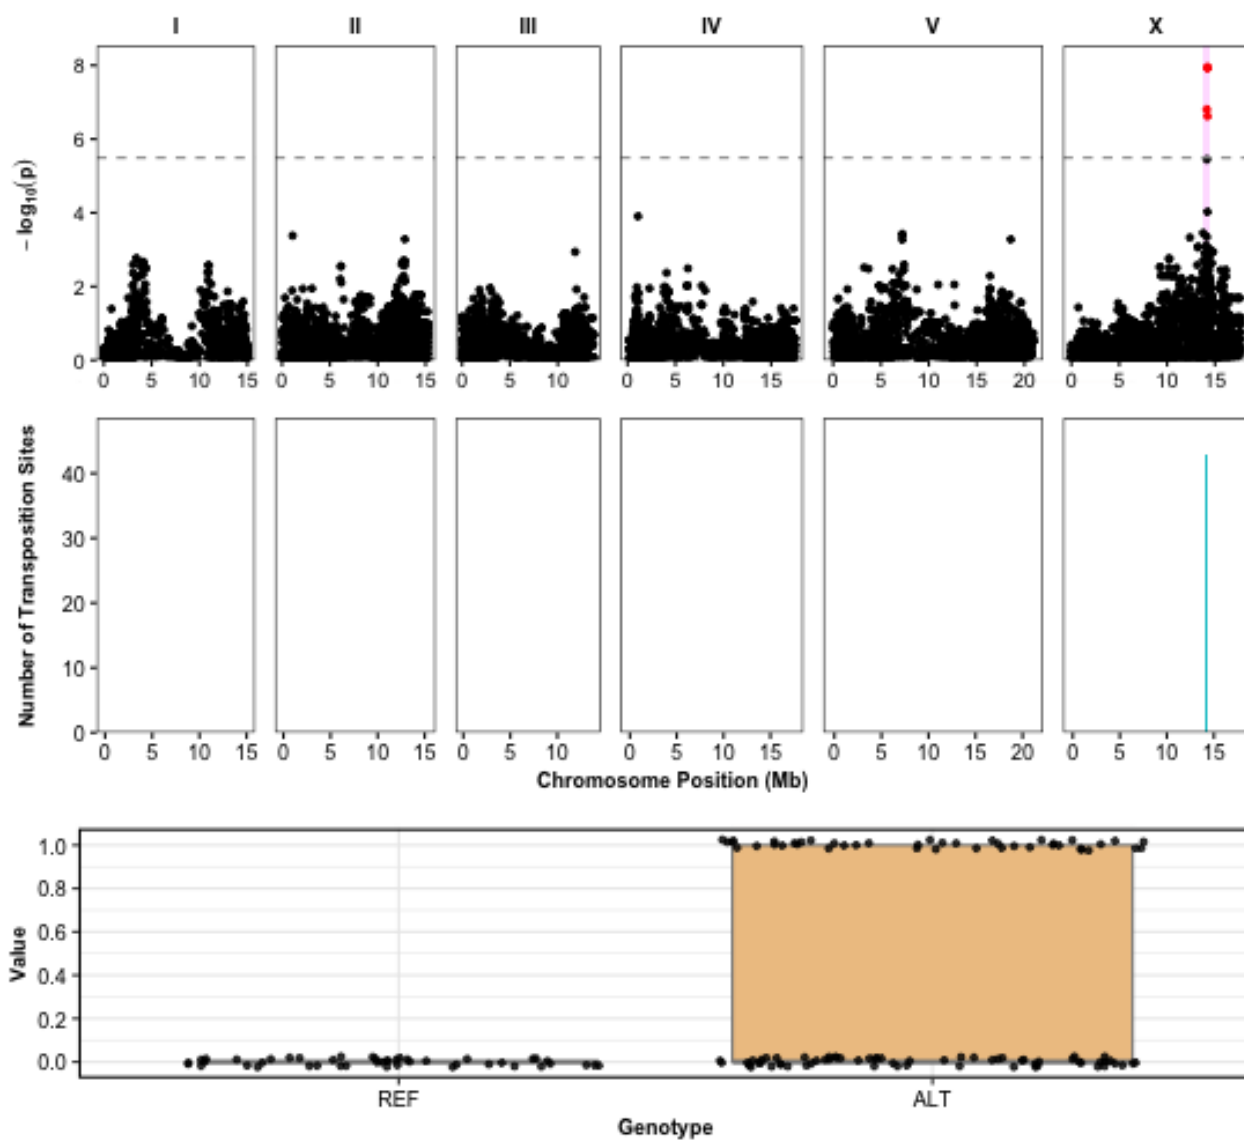 I II III IV V X
− log₁₀(p)
8
6
4
2
0
0 5 10 15 0 5 10 15 0 5 10 0 5 10 15 0 5 10 15 20 0 5 10 15
Number of Transposition Sites
40
30
20
10
0
0 5 10 15 0 5 10 15 0 5 10 0 5 10 15 0 5 10 15 20 0 5 10 15
Chromosome Position (Mb)
Value
1.0
0.8
0.6
0.4
0.2
0.0
REF ALT
Genotype